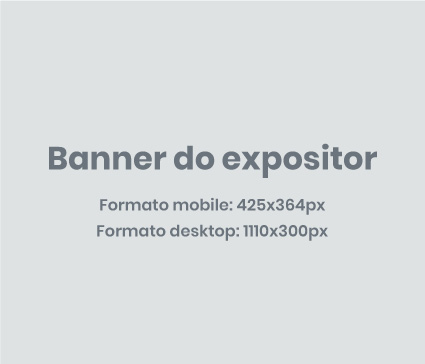 Banner do expositor
Formato mobile: 425x364px
Formato desktop: 1110x300px